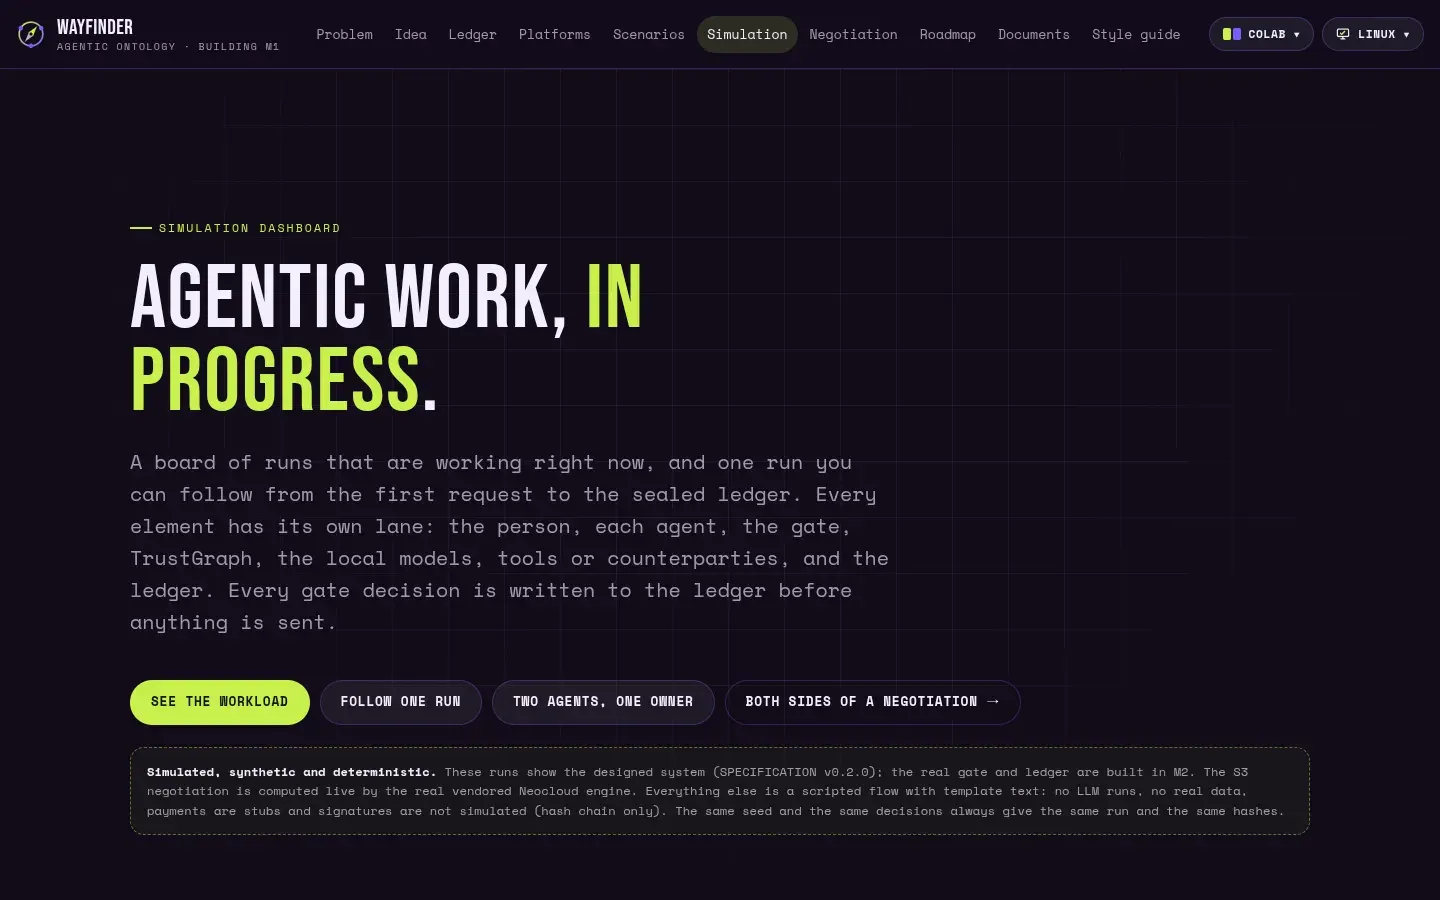 WAYFINDER
AGENTIC ONTOLOGY · BUILDING M1
Problem Idea Ledger Platforms Scenarios Simulation Negotiation Roadmap Documents Style guide
COLAB ▾
LINUX ▾
SIMULATION DASHBOARD
AGENTIC WORK, IN
PROGRESS.
A board of runs that are working right now, and one run you
can follow from the first request to the sealed ledger. Every
element has its own lane: the person, each agent, the gate,
TrustGraph, the local models, tools or counterparties, and the
ledger. Every gate decision is written to the ledger before
anything is sent.
SEE THE WORKLOAD
FOLLOW ONE RUN
TWO AGENTS, ONE OWNER
BOTH SIDES OF A NEGOTIATION →
Simulated, synthetic and deterministic. These runs show the designed system (SPECIFICATION v0.2.0); the real gate and ledger are built in M2. The S3
negotiation is computed live by the real vendored Neocloud engine. Everything else is a scripted flow with template text: no LLM runs, no real data,
payments are stubs and signatures are not simulated (hash chain only). The same seed and the same decisions always give the same run and the same hashes.